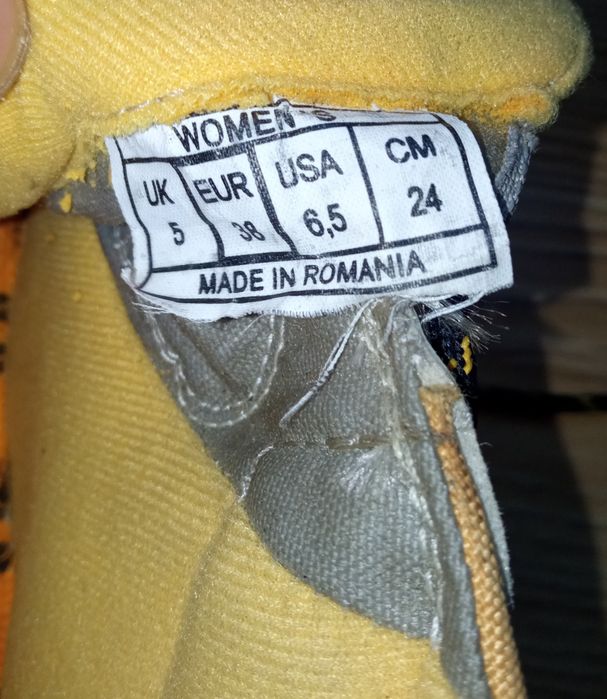 WOMEN'S
UK EUR USA CM
5 38 6,5 24
MADE IN ROMANIA